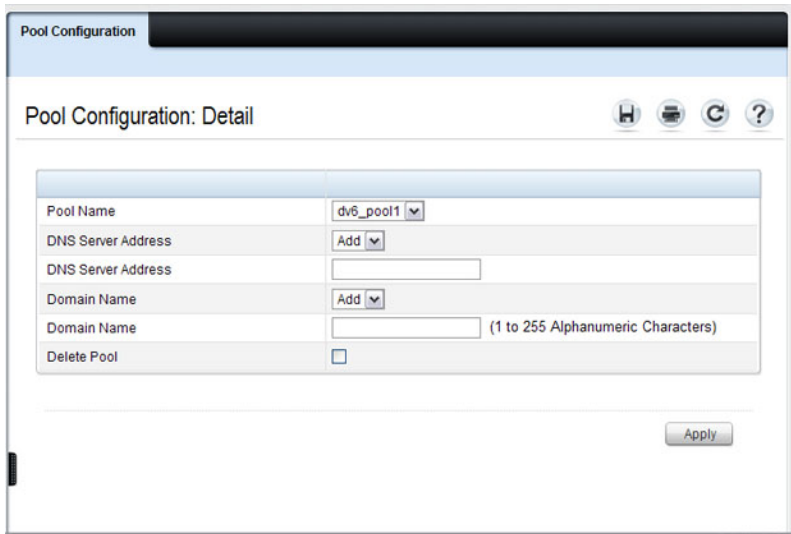 Pool Configuration
Pool Configuration: Detail
Pool Name dv6_pool1
DNS Server Address Add
DNS Server Address
Domain Name Add
Domain Name (1 to 255 Alphanumeric Characters)
Delete Pool
Apply